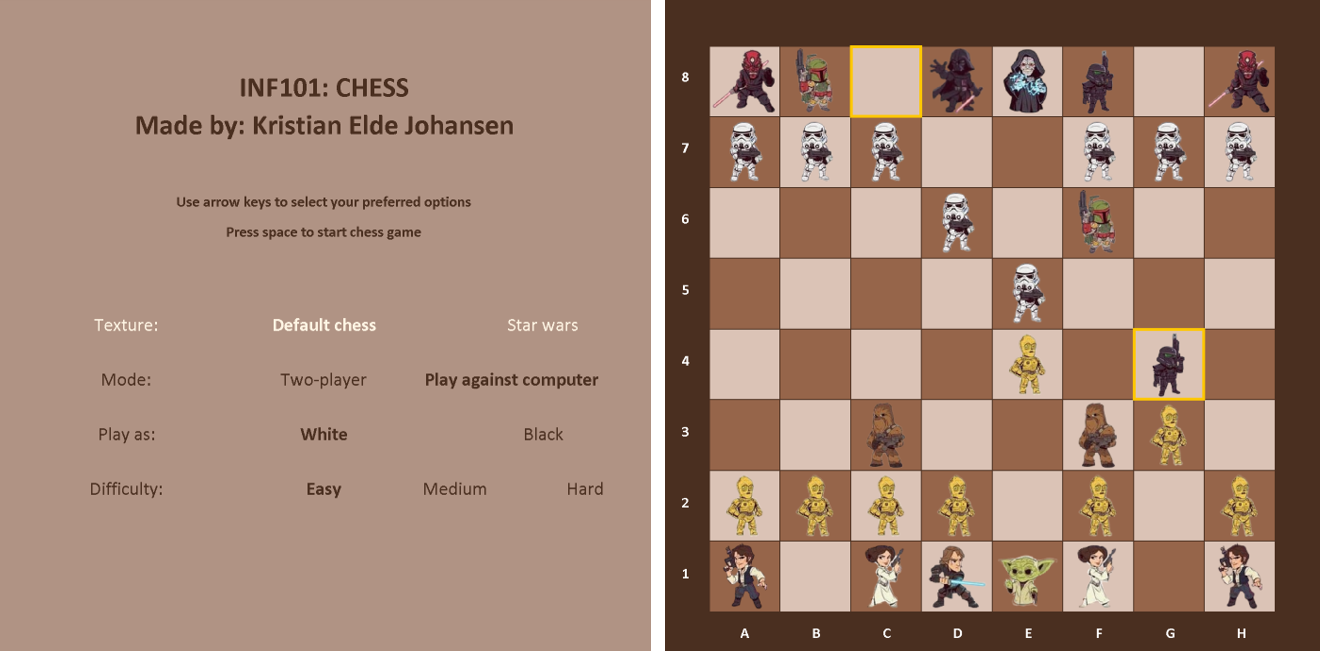 INF101: CHESS
Made by: Kristian Elde Johansen
Use arrow keys to select your preferred options
Press space to start chess game
Texture: Default chess Star wars
Mode: Two-player Play against computer
Play as: White Black
Difficulty: Easy Medium Hard
8
7
6
5
4
3
2
1
A B C D E F G H